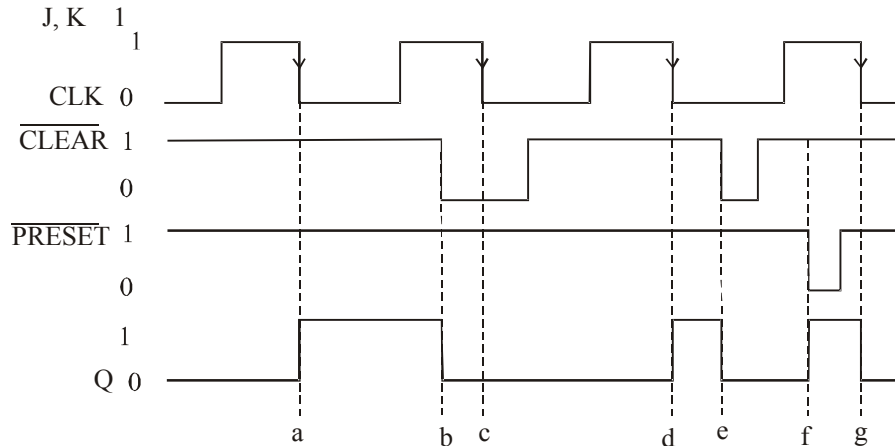 J, K 1
1
CLK 0
CLEAR 1
0
PRESET 1
0
1
Q 0
a b c d e f g